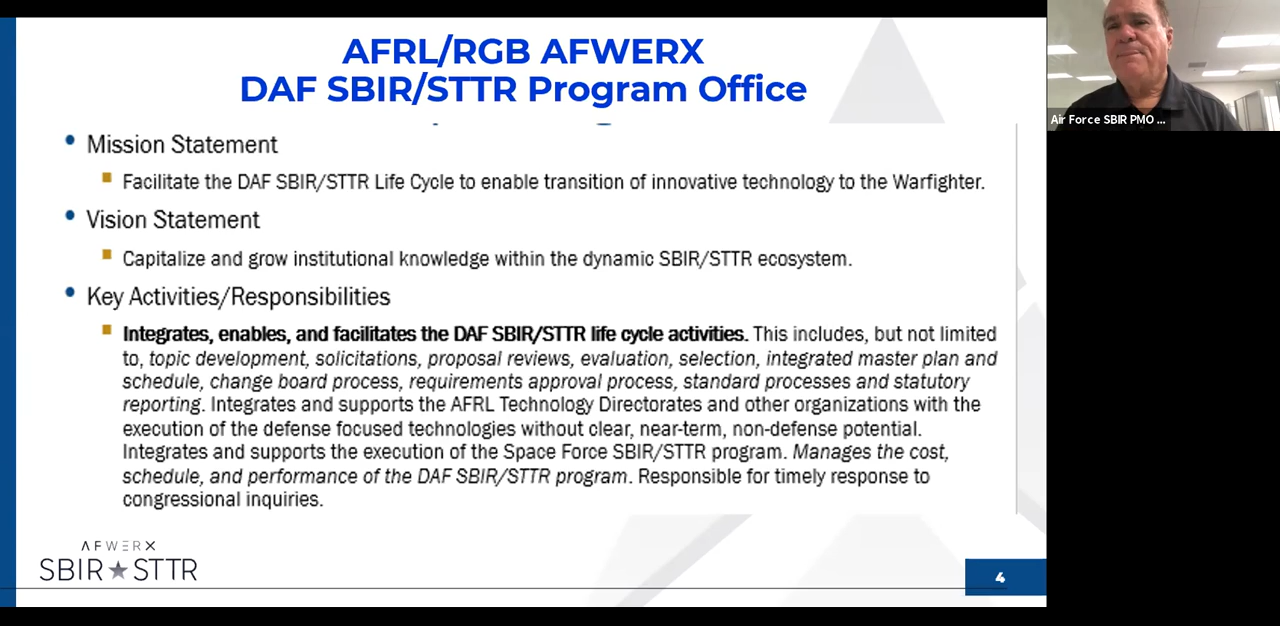 AFRL/RGB AFWERX
DAF SBIR/STTR Program Office
Mission Statement
Facilitate the DAF SBIR/STTR Life Cycle to enable transition of innovative technology to the Warfighter.
Vision Statement
Capitalize and grow institutional knowledge within the dynamic SBIR/STTR ecosystem.
Key Activities/Responsibilities
Integrates, enables, and facilitates the DAF SBIR/STTR life cycle activities. This includes, but not limited
to, topic development, solicitations, proposal reviews, evaluation, selection, integrated master plan and
schedule, change board process, requirements approval process, standard processes and statutory
reporting. Integrates and supports the AFRL Technology Directorates and other organizations with the
execution of the defense focused technologies without clear, near-term, non-defense potential.
Integrates and supports the execution of the Space Force SBIR/STTR program. Manages the cost,
schedule, and performance of the DAF SBIR/STTR program. Responsible for timely response to
congressional inquiries.
AFWERX
SBIR★STTR
4
Air Force SBIR PMO ...